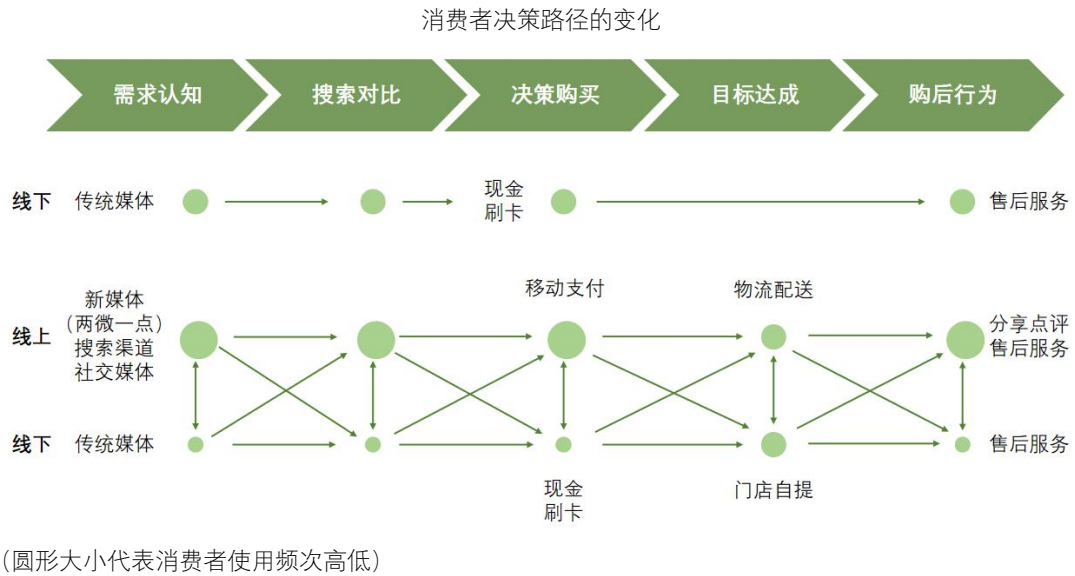 消费者决策路径的变化
需求认知
搜索对比
决策购买
目标达成
购后行为
线下
传统媒体
现金
刷卡
售后服务
线上
新媒体
（两微一点）
搜索渠道
社交媒体
移动支付
物流配送
分享点评
售后服务
线下
传统媒体
现金
刷卡
门店自提
售后服务
（圆形大小代表消费者使用频次高低）